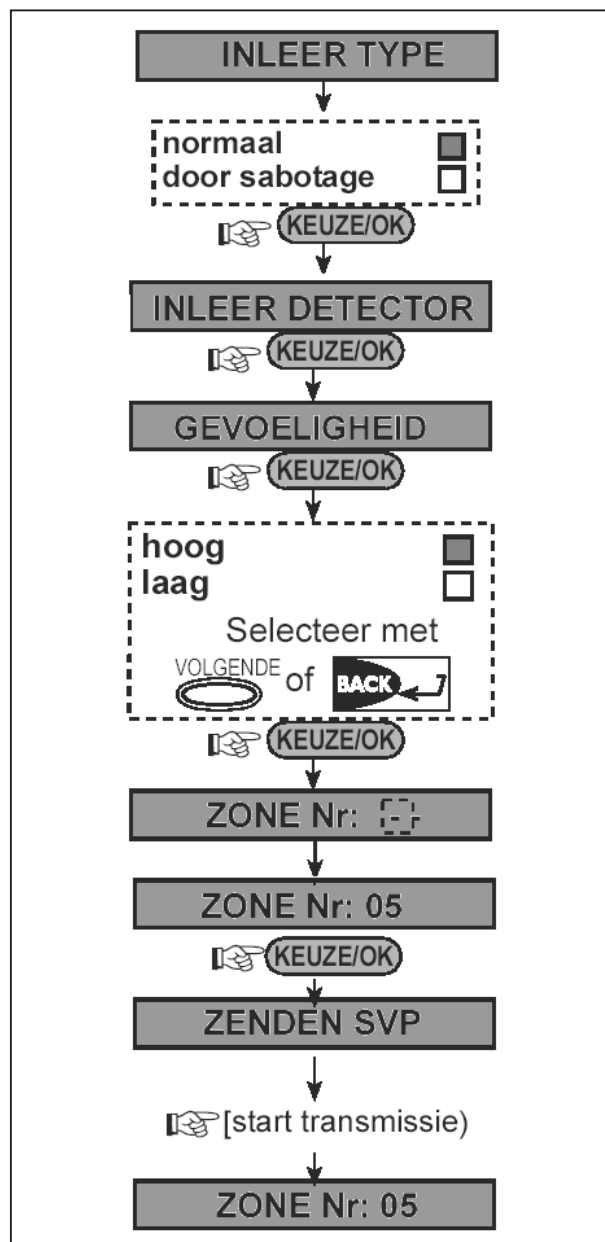 INLEER TYPE
normaal
door sabotage
KEUZE/OK
INLEER DETECTOR
KEUZE/OK
GEVOELIGHEID
KEUZE/OK
hoog
laag
Selecteer met
VOLGENDE of BACK
KEUZE/OK
ZONE Nr: -
ZONE Nr: 05
KEUZE/OK
ZENDEN SVP
[start transmissie)
ZONE Nr: 05